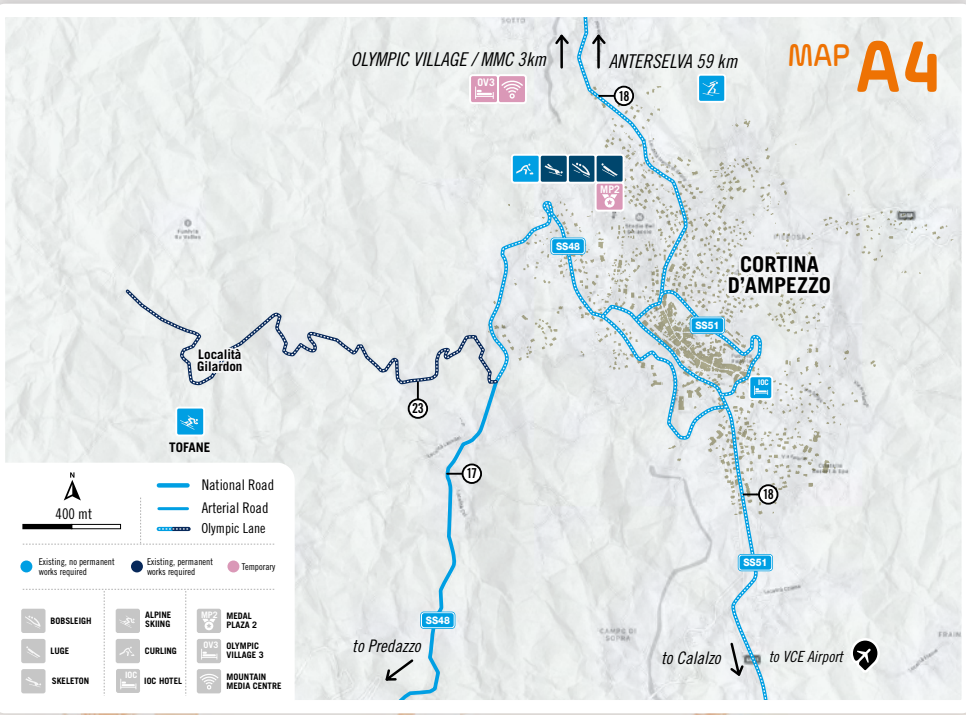 MAP A4
OLYMPIC VILLAGE / MMC 3km
ANTERSELVA 59 km
OV3
18
MP2
SS48
CORTINA
D'AMPEZZO
SS51
IOC
Località
Gilardon
23
TOFANE
17
18
SS51
SS48
CAMPO DI
SOPRA
to Predazzo
to Calalzo
to VCE Airport
N
400 mt
National Road
Arterial Road
Olympic Lane
Existing, no permanent
works required
Existing, permanent
works required
Temporary
BOBSLEIGH
ALPINE
SKIING
MP2
MEDAL
PLAZA 2
LUGE
CURLING
OV3
OLYMPIC
VILLAGE 3
SKELETON
IOC
IOC HOTEL
MOUNTAIN
MEDIA CENTRE